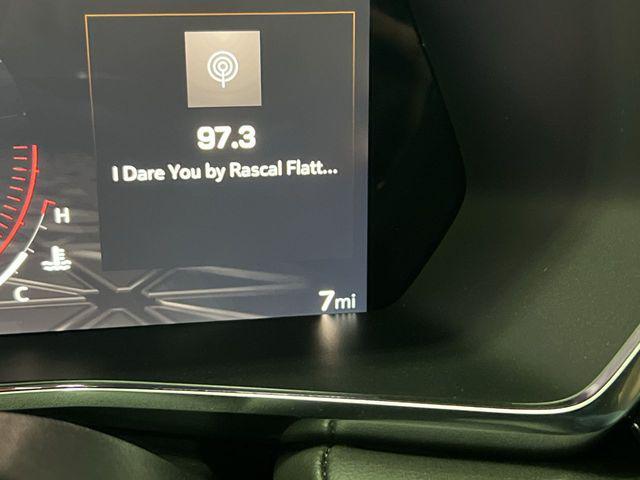 97.3
I Dare You by Rascal Flatt...
H
C
7mi